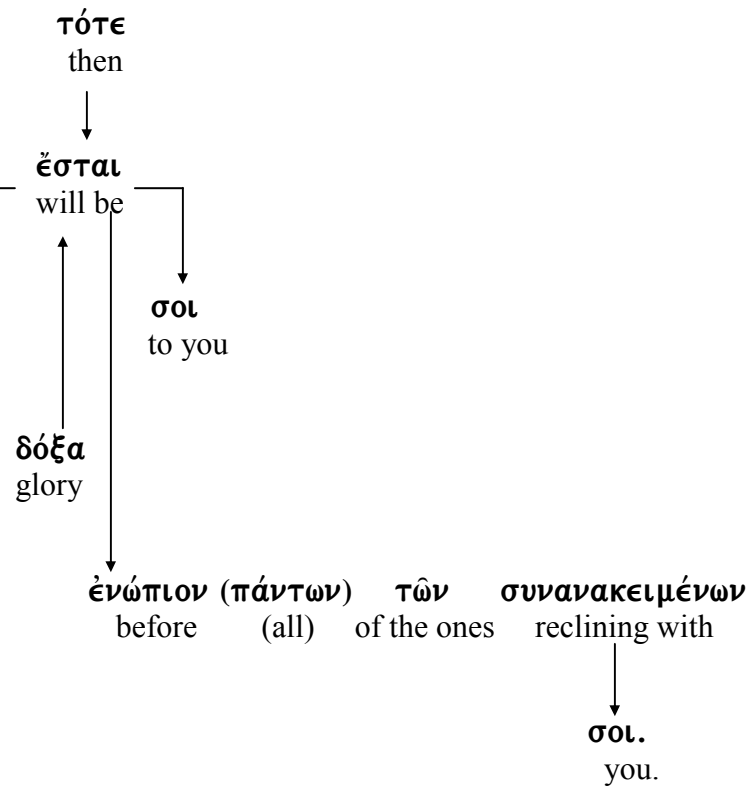 τότε
then
ἔσται
will be
σοι
to you
δόξα
glory
ἐνώπιον (πάντων) τῶν συνανακειμένων
before (all) of the ones reclining with
σοι.
you.